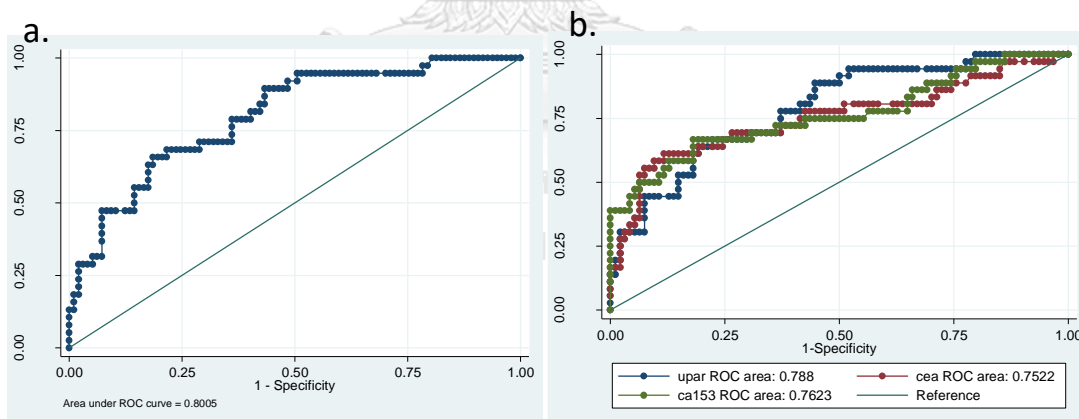 a.
1.00
0.75
0.50
0.25
0.00
0.00 0.25 0.50 0.75 1.00
1 - Specificity
Area under ROC curve = 0.8005
b.
1.00
0.75
0.50
0.25
0.00
0.00 0.25 0.50 0.75 1.00
1-Specificity
upar ROC area: 0.788 cea ROC area: 0.7522
ca153 ROC area: 0.7623 Reference